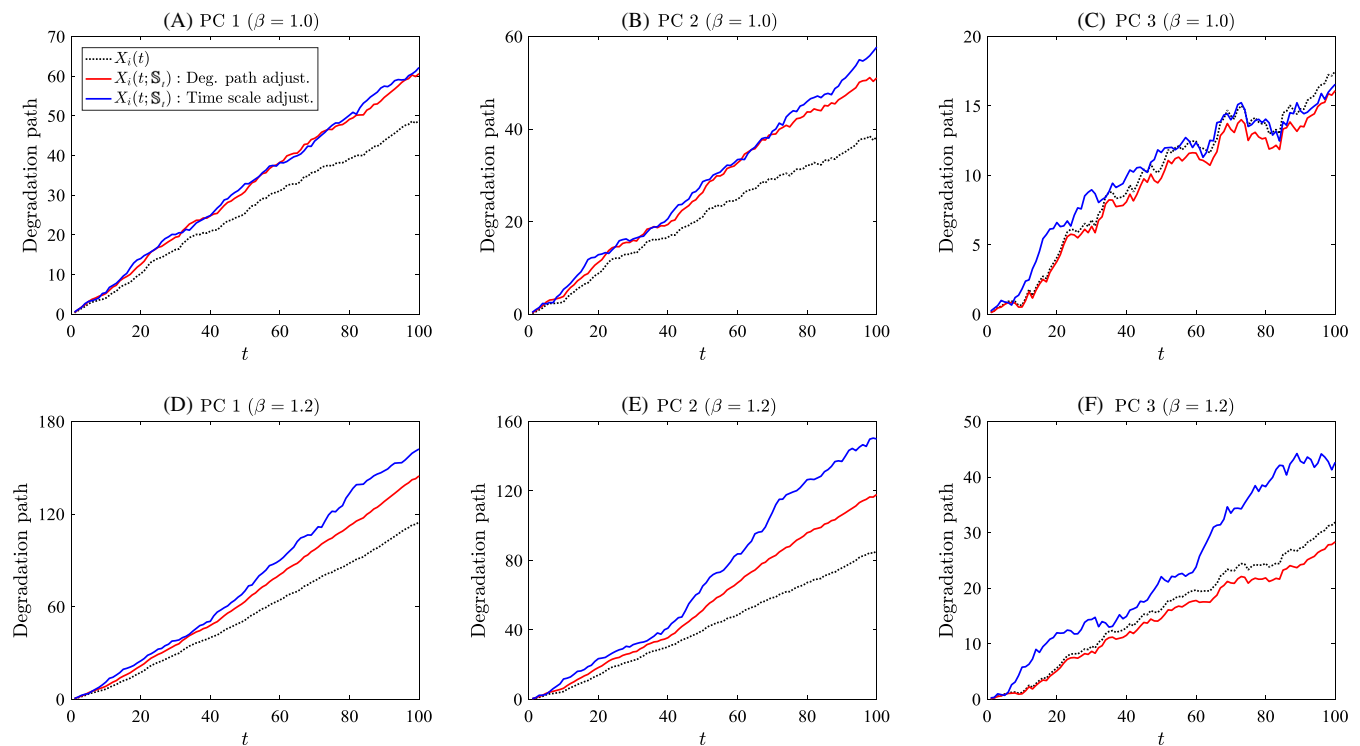 (A) PC 1 (β = 1.0)
70
60
50
40
30
20
10
0
0 20 40 60 80 100
Degradation path
t
X_i(t)
X_i(t; 𝕊_t) : Deg. path adjust.
X_i(t; 𝕊_t) : Time scale adjust.
(B) PC 2 (β = 1.0)
60
40
20
0
0 20 40 60 80 100
Degradation path
t
(C) PC 3 (β = 1.0)
20
15
10
5
0
0 20 40 60 80 100
Degradation path
t
(D) PC 1 (β = 1.2)
180
120
60
0
0 20 40 60 80 100
Degradation path
t
(E) PC 2 (β = 1.2)
160
120
80
40
0
0 20 40 60 80 100
Degradation path
t
(F) PC 3 (β = 1.2)
50
40
30
20
10
0
0 20 40 60 80 100
Degradation path
t